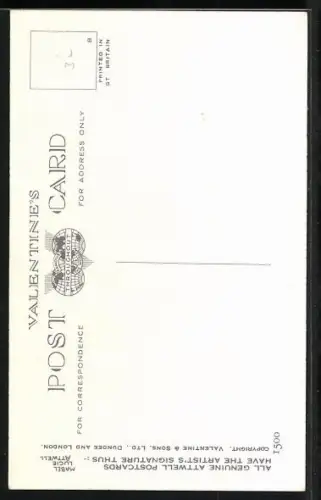 VALENTINE'S
POST CARD
THROUGHOUT
FOR CORRESPONDENCE
FOR ADDRESS ONLY
B
PRINTED IN
GT BRITAIN
1500
COPYRIGHT. VALENTINE & SONS, LTD., DUNDEE AND LONDON.
ALL GENUINE ATTWELL POSTCARDS
HAVE THE ARTIST'S SIGNATURE THUS :-
MABEL
LUCIE
ATTWELL